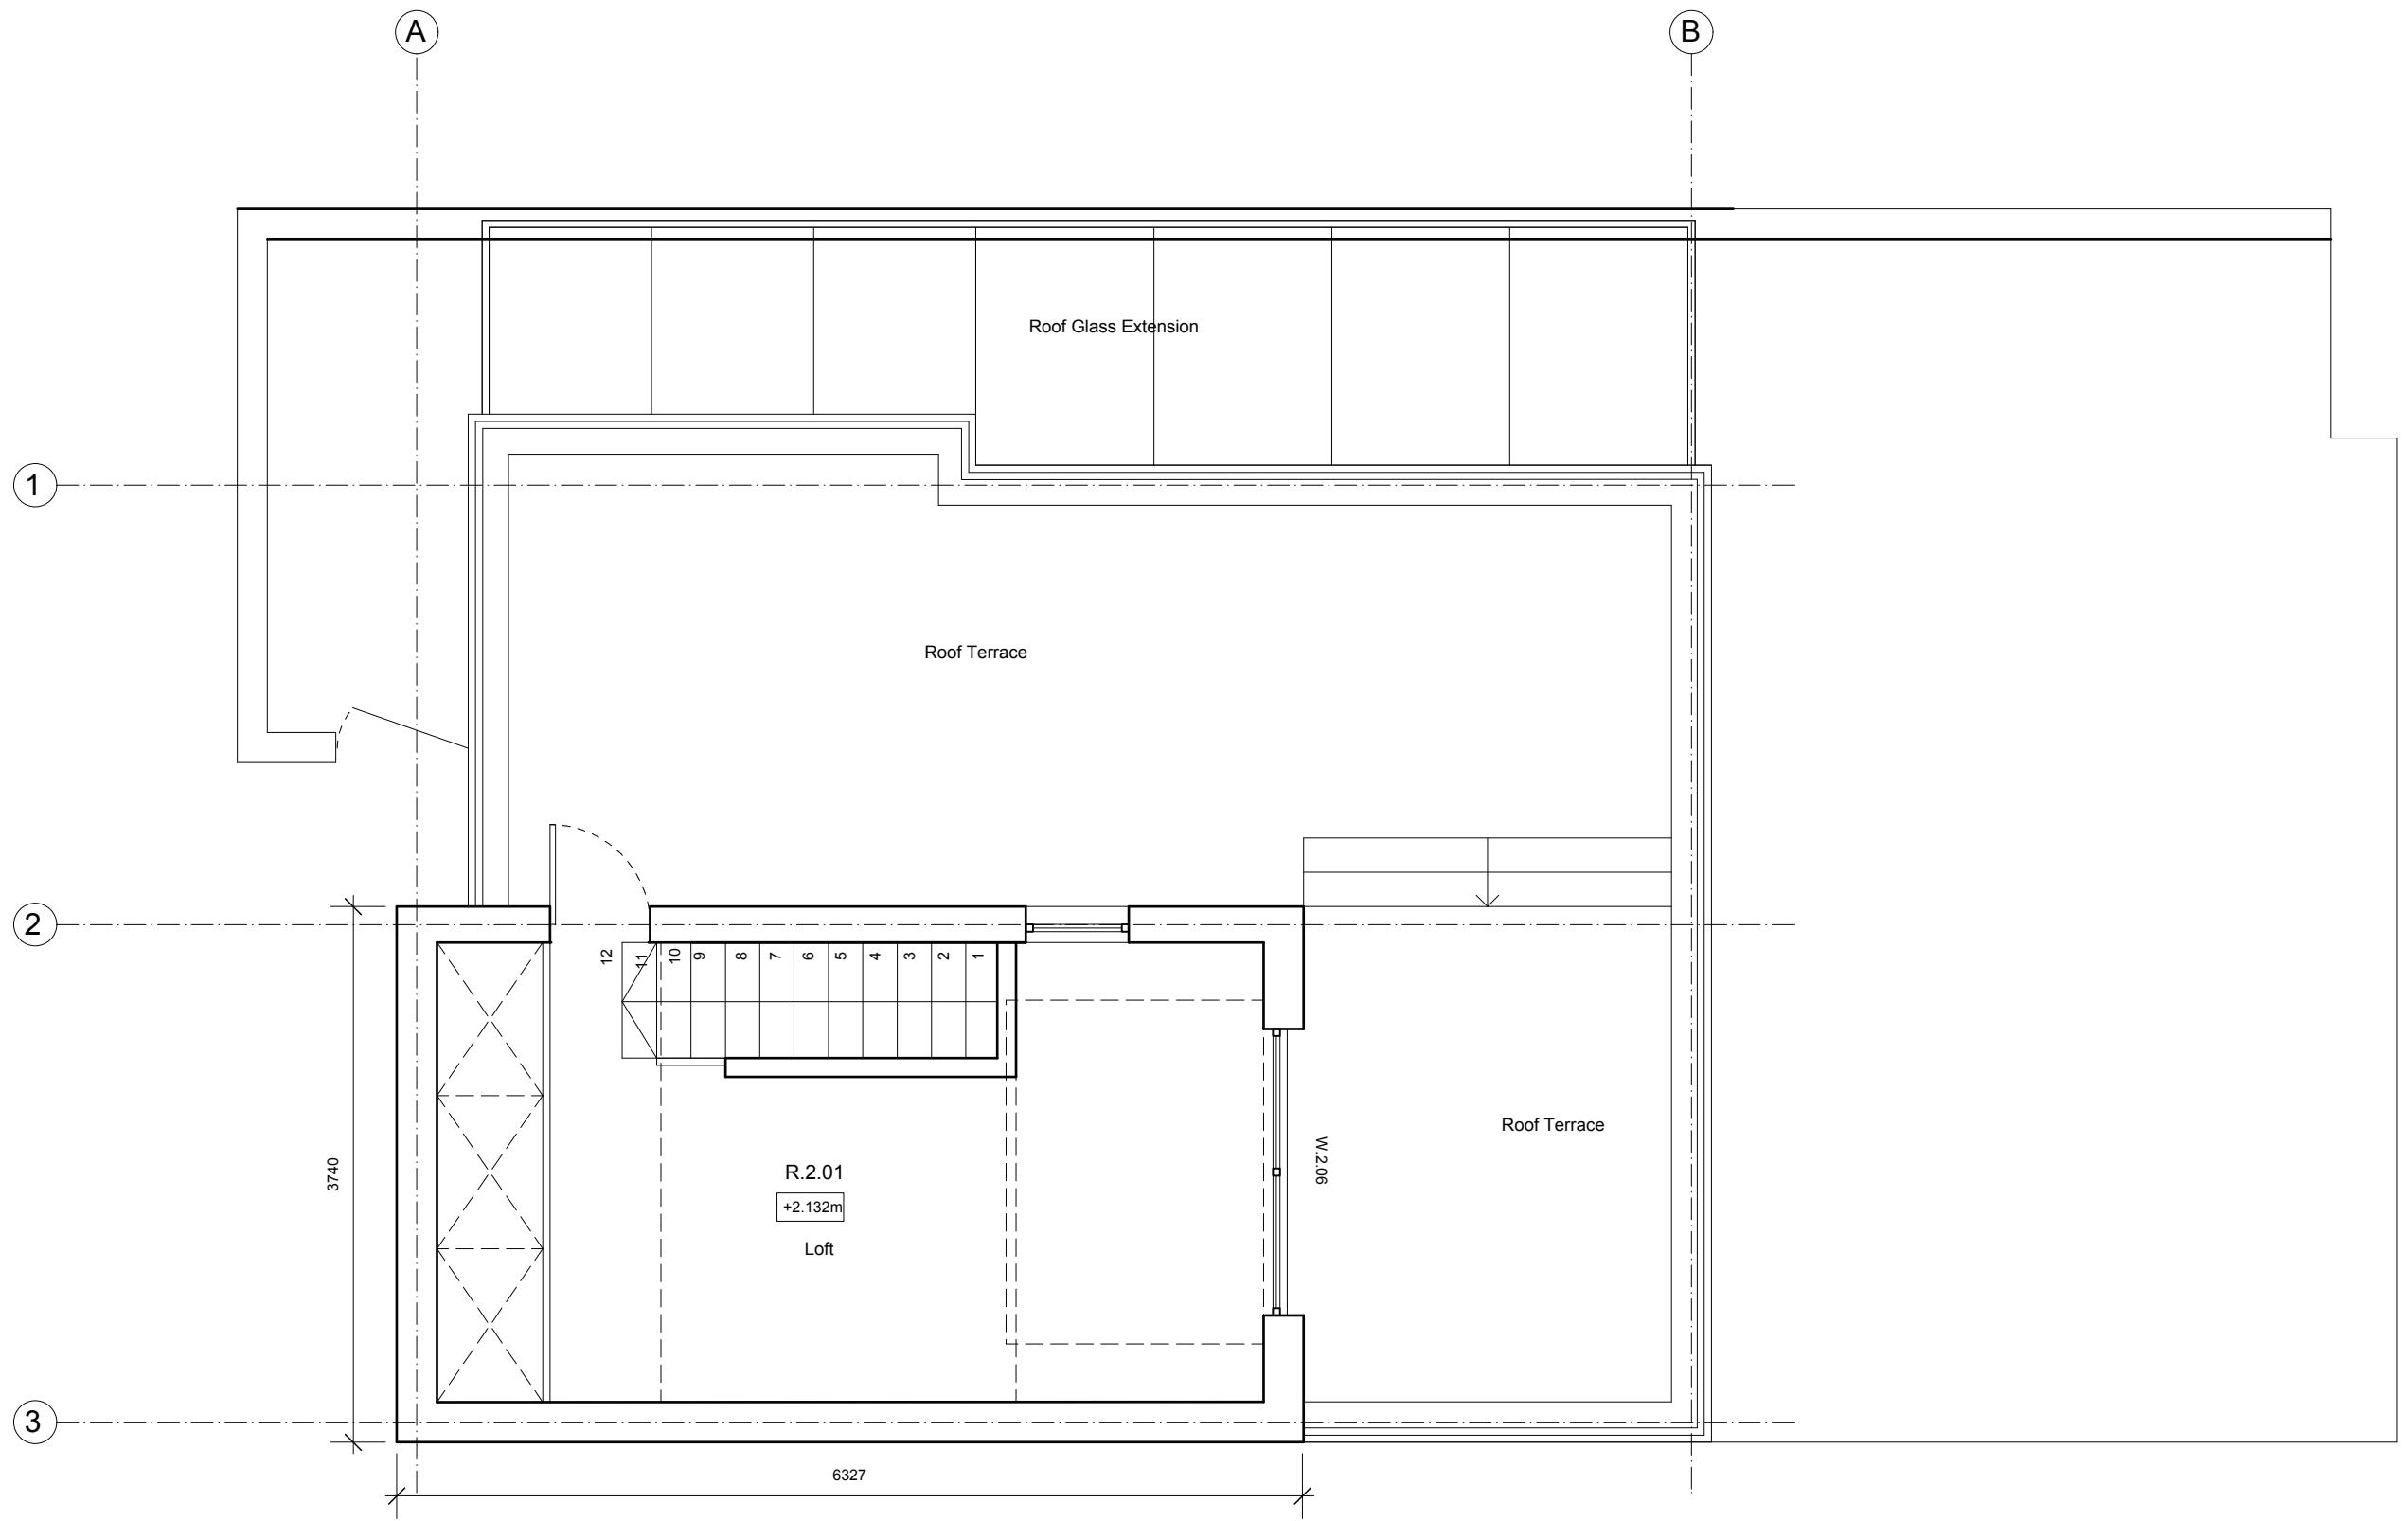 A
B
Roof Glass Extension
1
Roof Terrace
2
12
11
10
9
8
7
6
5
4
3
2
1
Roof Terrace
W.2.06
3740
R.2.01
+2.132m
Loft
3
6327